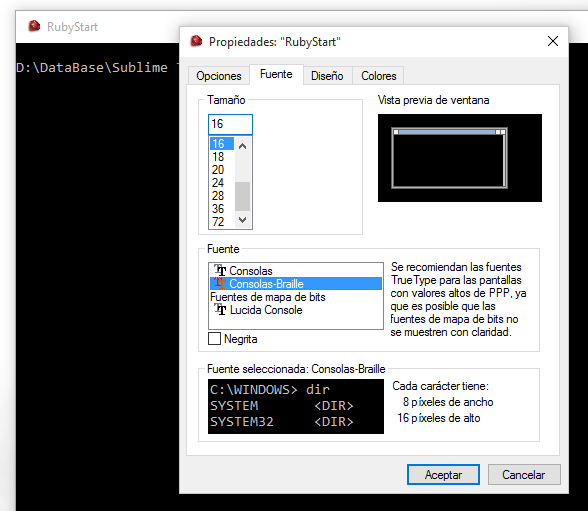 RubyStart
D:\DataBase\Sublime
Propiedades: "RubyStart"
Opciones Fuente Diseño Colores
Tamaño
16
16
18
20
24
28
36
72
Vista previa de ventana
Fuente
Consolas
Consolas-Braille
Fuentes de mapa de bits
Lucida Console
Negrita
Se recomiendan las fuentes
TrueType para las pantallas
con valores altos de PPP, ya
que es posible que las
fuentes de mapa de bits no
se muestren con claridad.
Fuente seleccionada: Consolas-Braille
C:\WINDOWS> dir
SYSTEM <DIR>
SYSTEM32 <DIR>
Cada carácter tiene:
8 píxeles de ancho
16 píxeles de alto
Aceptar Cancelar